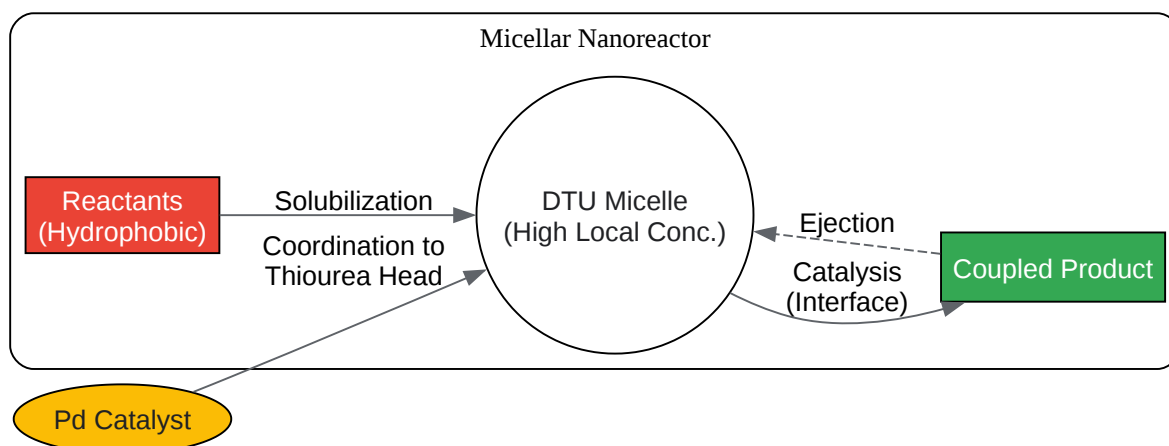 Micellar Nanoreactor
Reactants
(Hydrophobic)
Solubilization
Coordination to
Thiourea Head
DTU Micelle
(High Local Conc.)
Ejection
Catalysis
(Interface)
Coupled Product
Pd Catalyst